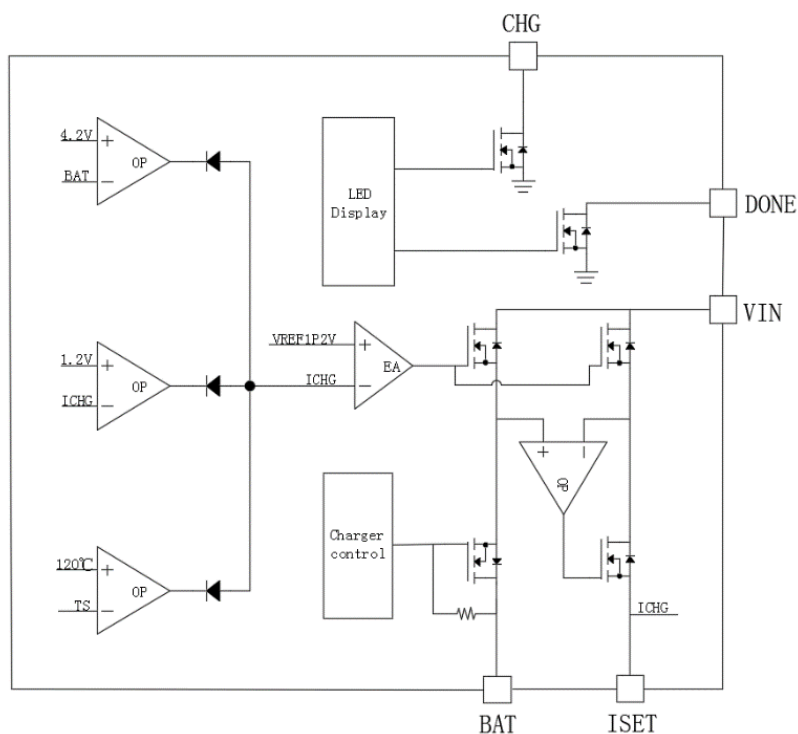 CHG
4.2V
+
OP
BAT
−
LED
Display
DONE
VIN
1.2V
+
OP
ICHG
−
VREF1P2V
+
EA
ICHG
−
+
−
OP
Charger
control
120℃
+
OP
TS
−
ICHG
BAT
ISET